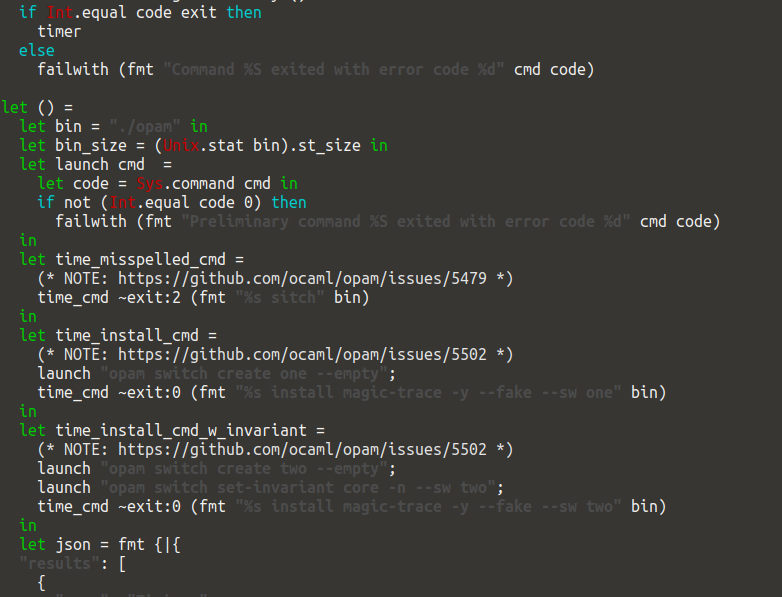 if Int.equal code exit then
timer
else
failwith (fmt "Command %S exited with error code %d" cmd code)
let () =
let bin = "./opam" in
let bin_size = (Unix.stat bin).st_size in
let launch cmd  =
let code = Sys.command cmd in
if not (Int.equal code 0) then
failwith (fmt "Preliminary command %S exited with error code %d" cmd code)
in
let time_misspelled_cmd =
(* NOTE: https://github.com/ocaml/opam/issues/5479 *)
time_cmd ~exit:2 (fmt "%s sitch" bin)
in
let time_install_cmd =
(* NOTE: https://github.com/ocaml/opam/issues/5502 *)
launch "opam switch create one --empty";
time_cmd ~exit:0 (fmt "%s install magic-trace -y --fake --sw one" bin)
in
let time_install_cmd_w_invariant =
(* NOTE: https://github.com/ocaml/opam/issues/5502 *)
launch "opam switch create two --empty";
launch "opam switch set-invariant core -n --sw two";
time_cmd ~exit:0 (fmt "%s install magic-trace -y --fake --sw two" bin)
in
let json = fmt {|{
"results": [
{